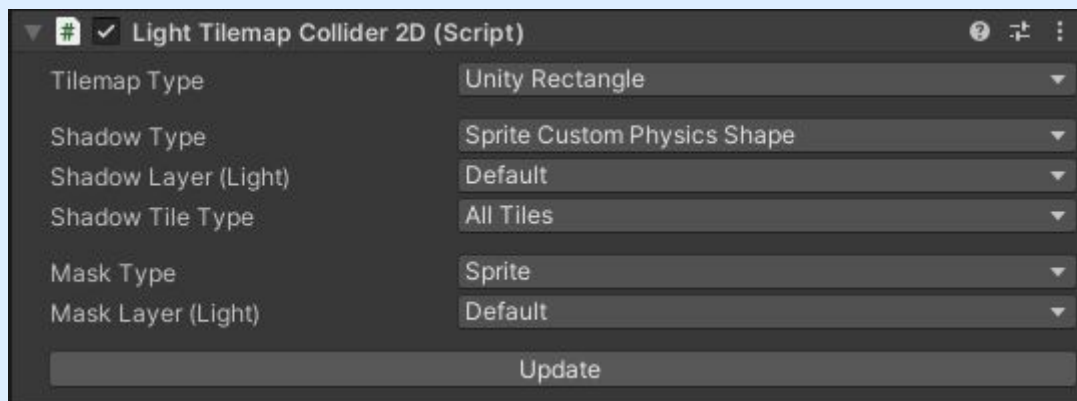 # Light Tilemap Collider 2D (Script)
Tilemap Type Unity Rectangle
Shadow Type Sprite Custom Physics Shape
Shadow Layer (Light) Default
Shadow Tile Type All Tiles
Mask Type Sprite
Mask Layer (Light) Default
Update